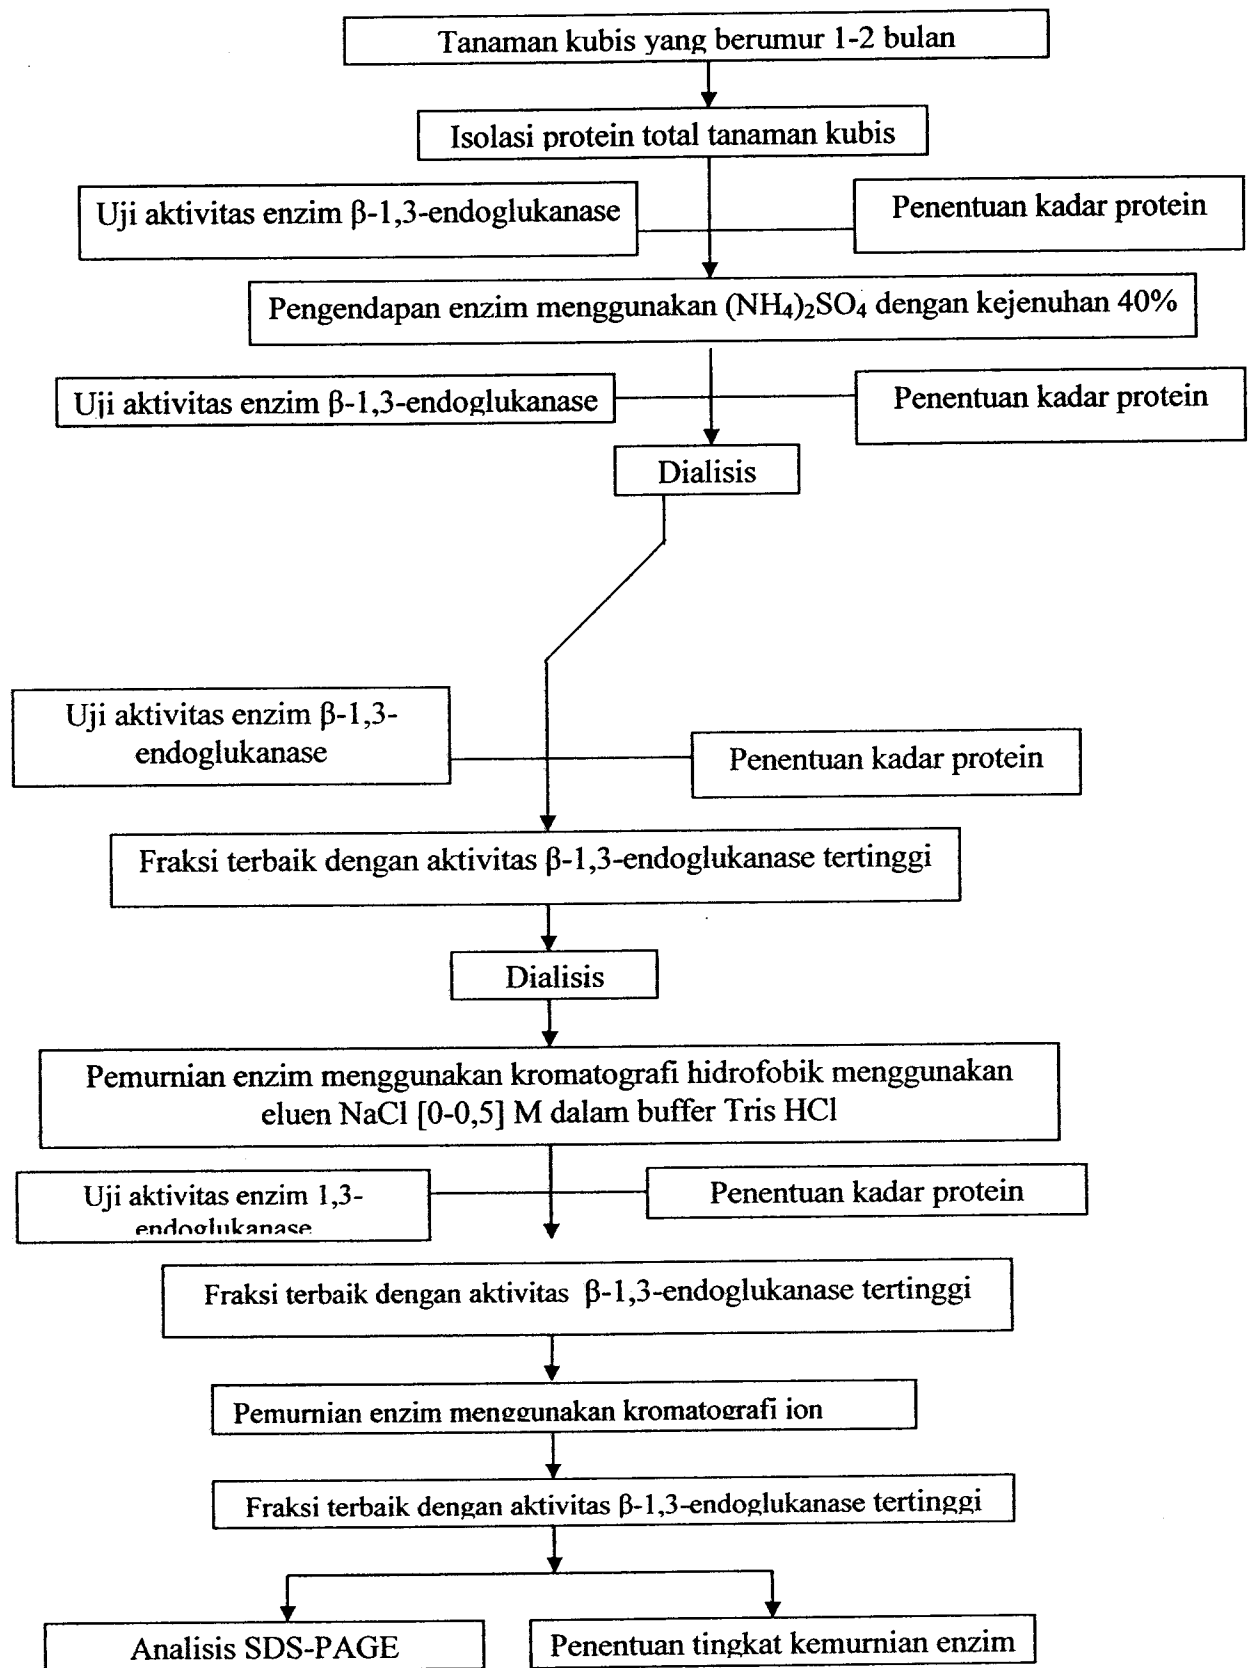 Tanaman kubis yang berumur 1-2 bulan
Isolasi protein total tanaman kubis
Uji aktivitas enzim β-1,3-endoglukanase
Penentuan kadar protein
Pengendapan enzim menggunakan (NH₄)₂SO₄ dengan kejenuhan 40%
Uji aktivitas enzim β-1,3-endoglukanase
Penentuan kadar protein
Dialisis
Uji aktivitas enzim β-1,3-
endoglukanase
Penentuan kadar protein
Fraksi terbaik dengan aktivitas β-1,3-endoglukanase tertinggi
Dialisis
Pemurnian enzim menggunakan kromatografi hidrofobik menggunakan
eluen NaCl [0-0,5] M dalam buffer Tris HCl
Uji aktivitas enzim 1,3-
endoglukanase
Penentuan kadar protein
Fraksi terbaik dengan aktivitas β-1,3-endoglukanase tertinggi
Pemurnian enzim menggunakan kromatografi ion
Fraksi terbaik dengan aktivitas β-1,3-endoglukanase tertinggi
Analisis SDS-PAGE
Penentuan tingkat kemurnian enzim